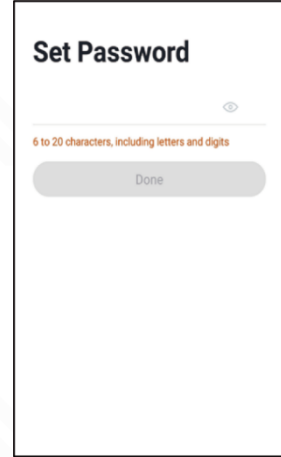 Set Password
6 to 20 characters, including letters and digits
Done